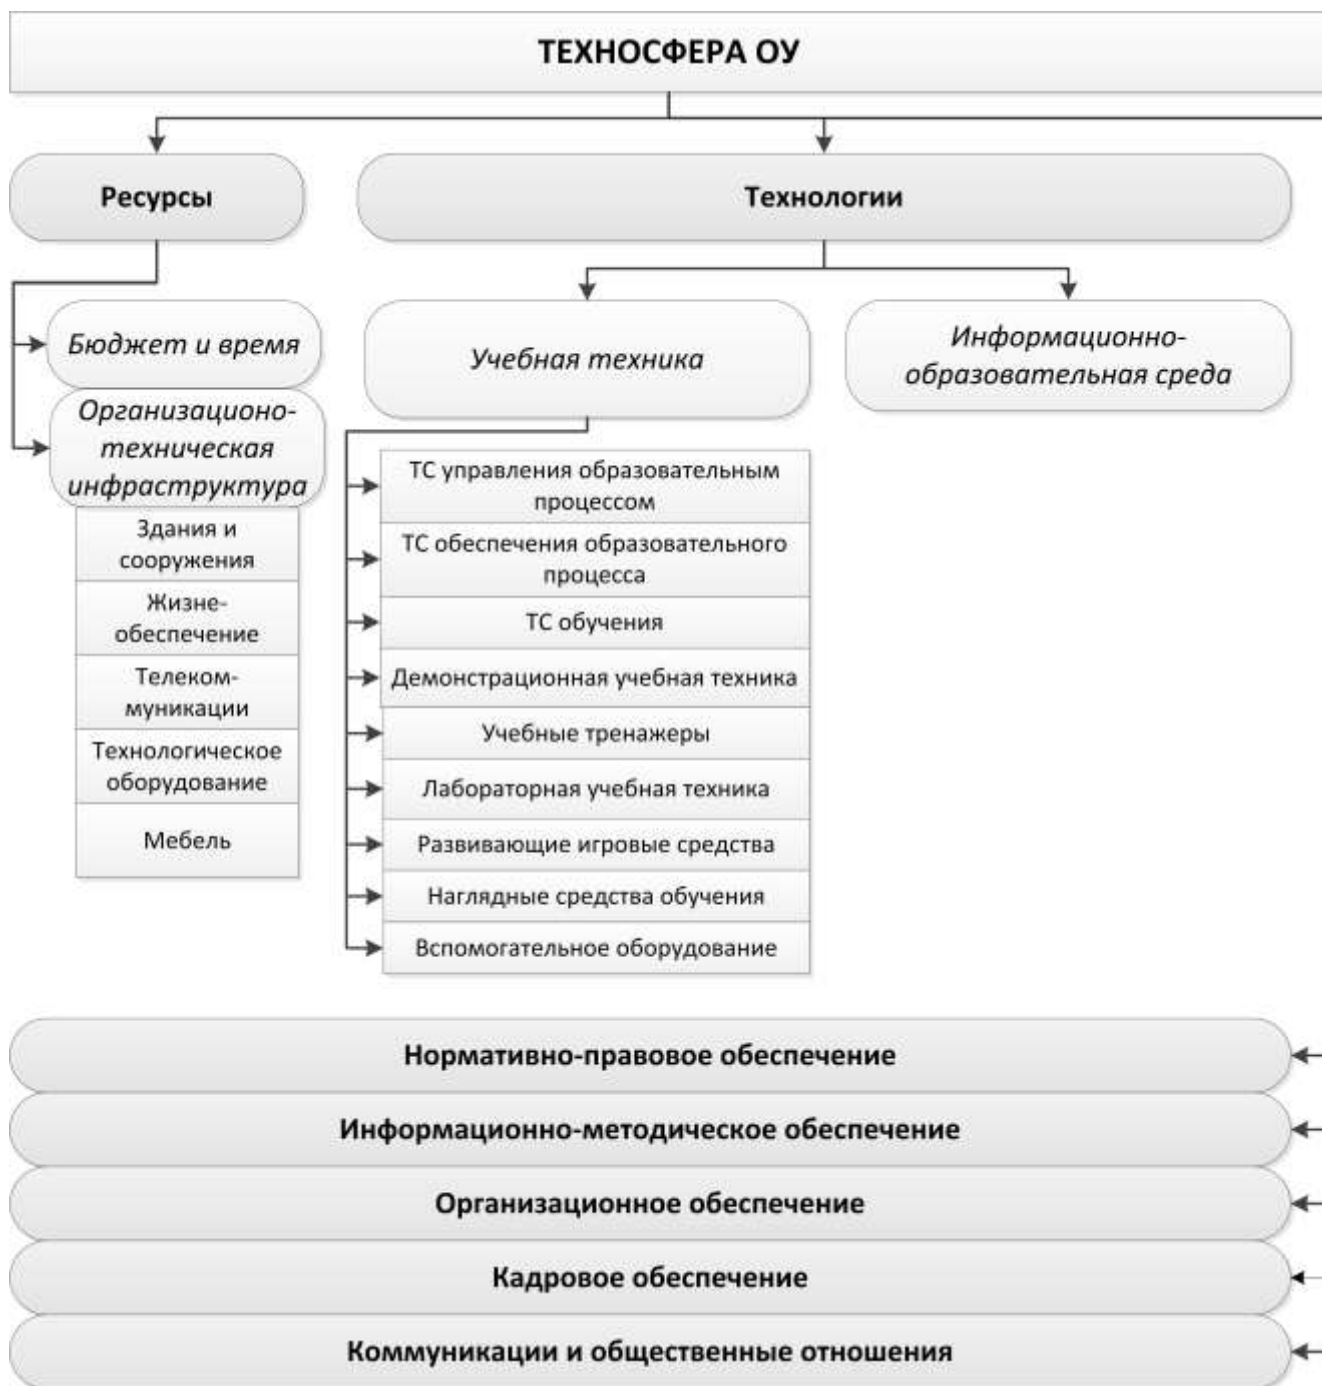 ТЕХНОСФЕРА ОУ
Ресурсы
Технологии
Бюджет и время
Организационо-
техническая
инфраструктура
Здания и
сооружения
Жизне-
обеспечение
Телеком-
муникации
Технологическое
оборудование
Мебель
Учебная техника
ТС управления образовательным
процессом
ТС обеспечения образовательного
процесса
ТС обучения
Демонстрационная учебная техника
Учебные тренажеры
Лабораторная учебная техника
Развивающие игровые средства
Наглядные средства обучения
Вспомогательное оборудование
Информационно-
образовательная среда
Нормативно-правовое обеспечение
Информационно-методическое обеспечение
Организационное обеспечение
Кадровое обеспечение
Коммуникации и общественные отношения